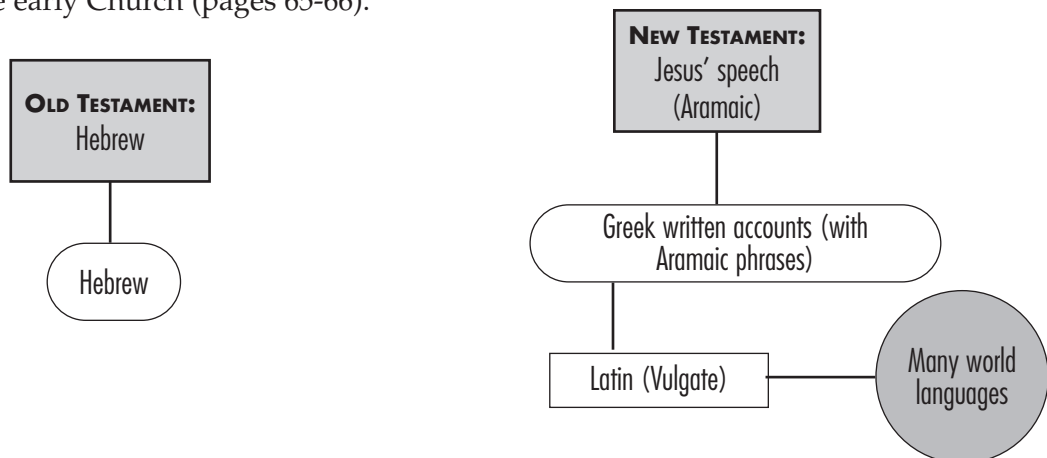 early Church (pages 65-66).
OLD TESTAMENT:
Hebrew
Hebrew
NEW TESTAMENT:
Jesus’ speech
(Aramaic)
Greek written accounts (with
Aramaic phrases)
Latin (Vulgate)
Many world
languages